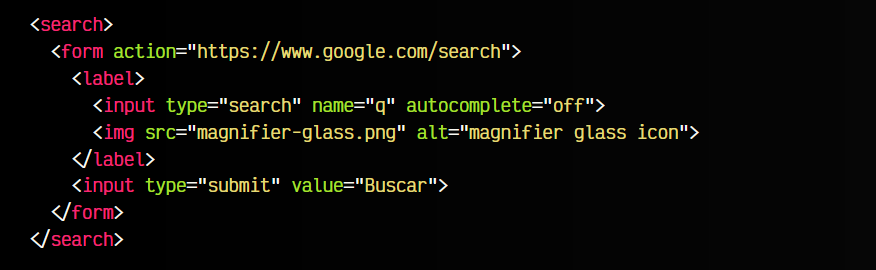 <search>
<form action="https://www.google.com/search">
<label>
<input type="search" name="q" autocomplete="off">
<img src="magnifier-glass.png" alt="magnifier glass icon">
</label>
<input type="submit" value="Buscar">
</form>
</search>